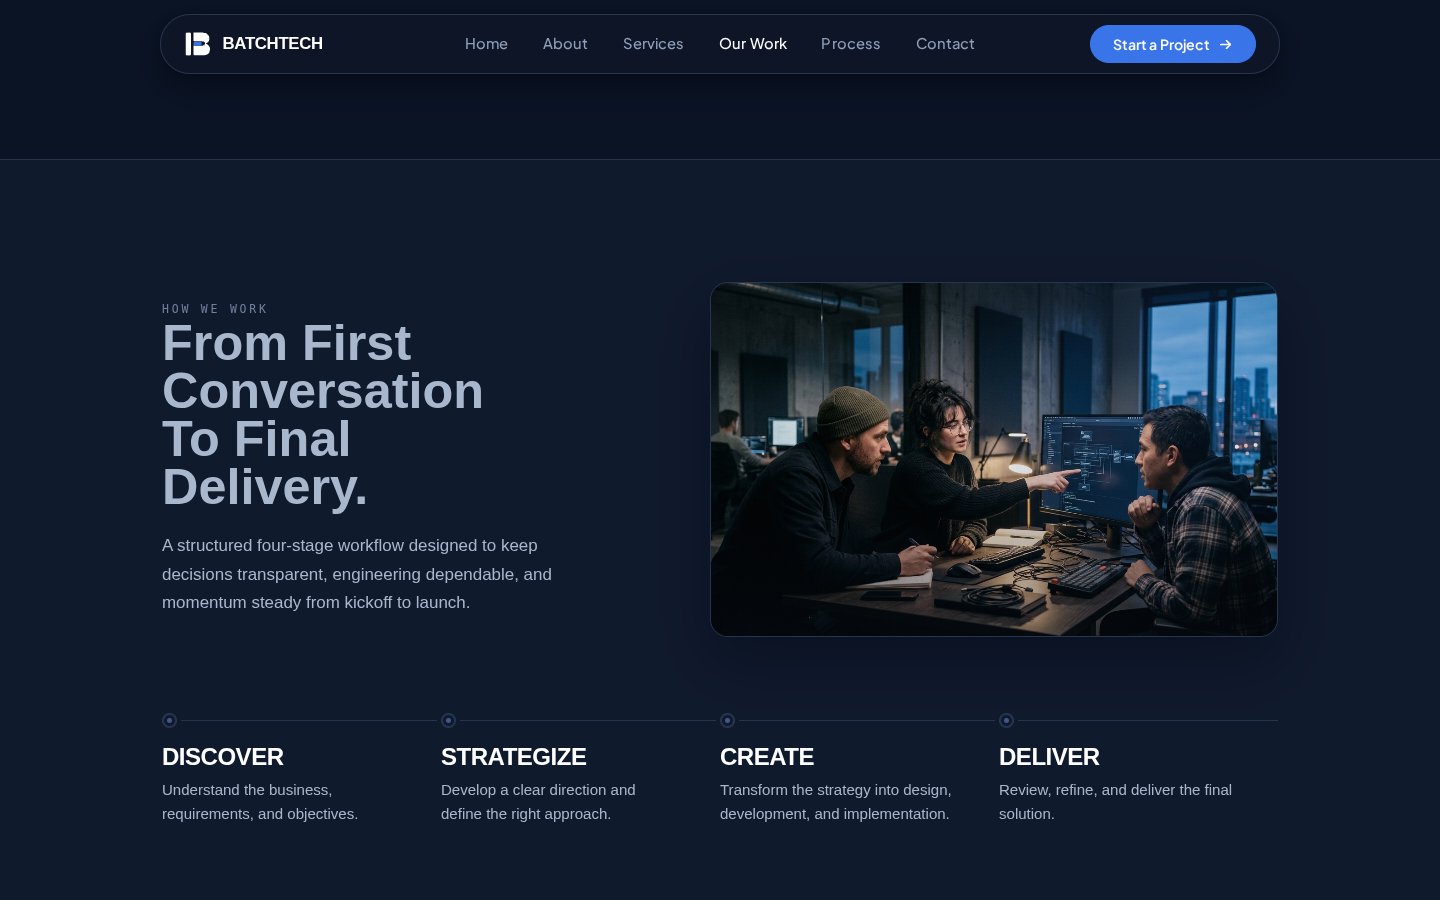 BATCHTECH
Home About Services Our Work Process Contact
Start a Project
HOW WE WORK
From First
Conversation
To Final
Delivery.
A structured four-stage workflow designed to keep
decisions transparent, engineering dependable, and
momentum steady from kickoff to launch.
DISCOVER
Understand the business,
requirements, and objectives.
STRATEGIZE
Develop a clear direction and
define the right approach.
CREATE
Transform the strategy into design,
development, and implementation.
DELIVER
Review, refine, and deliver the final
solution.